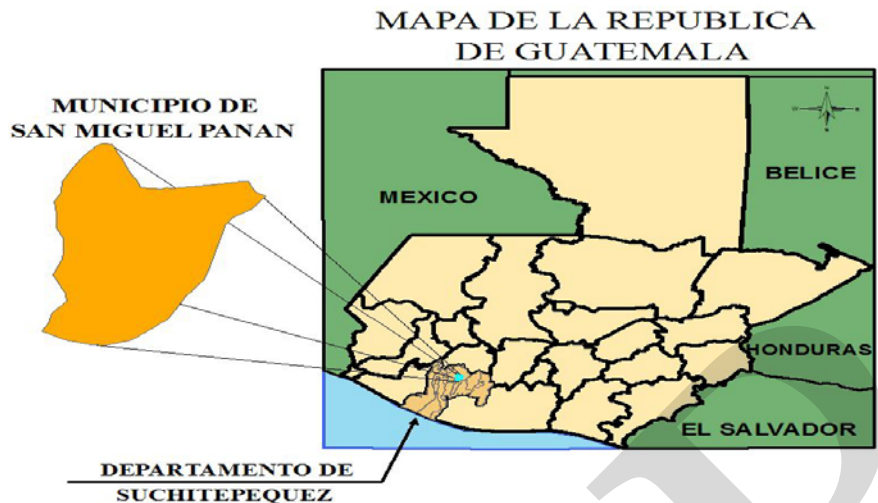 MAPA DE LA REPUBLICA
DE GUATEMALA
MUNICIPIO DE
SAN MIGUEL PANAN
MEXICO
BELICE
HONDURAS
EL SALVADOR
DEPARTAMENTO DE
SUCHITEPEQUEZ